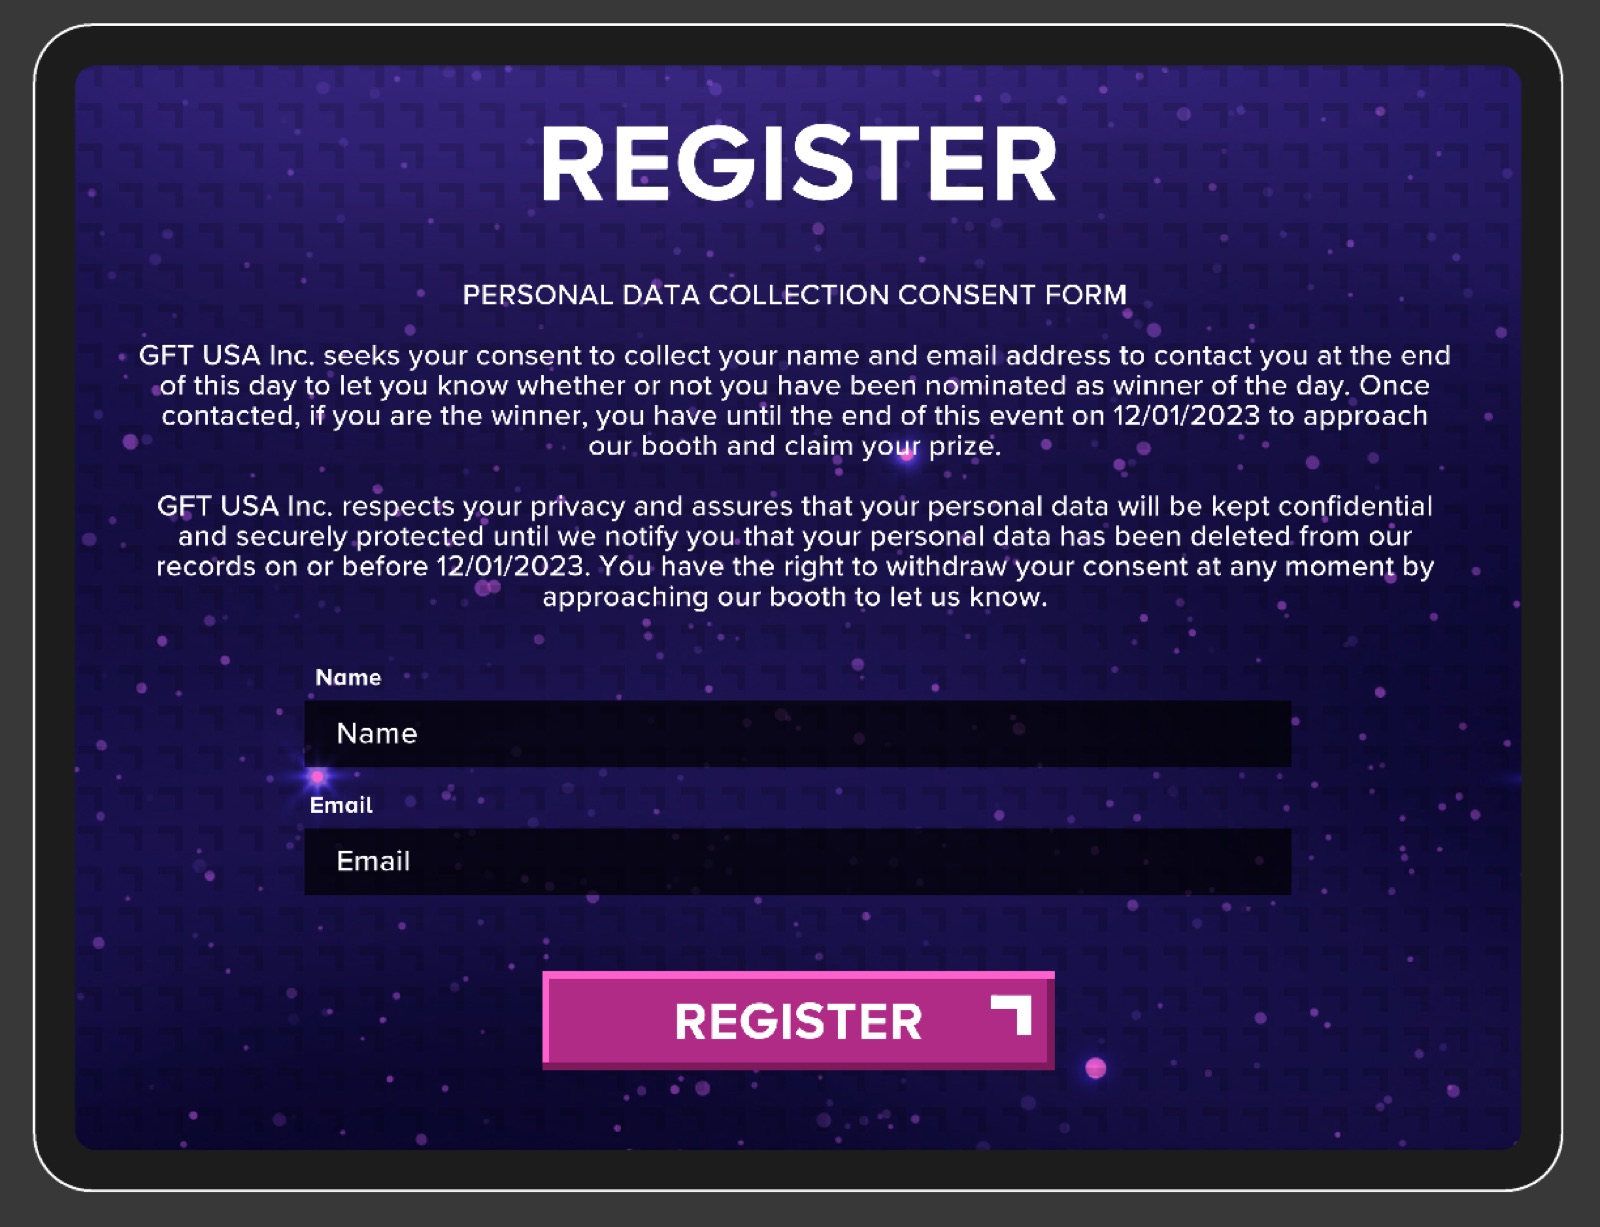 REGISTER
PERSONAL DATA COLLECTION CONSENT FORM
GFT USA Inc. seeks your consent to collect your name and email address to contact you at the end
of this day to let you know whether or not you have been nominated as winner of the day. Once
contacted, if you are the winner, you have until the end of this event on 12/01/2023 to approach
our booth and claim your prize.
GFT USA Inc. respects your privacy and assures that your personal data will be kept confidential
and securely protected until we notify you that your personal data has been deleted from our
records on or before 12/01/2023. You have the right to withdraw your consent at any moment by
approaching our booth to let us know.
Name
Name
Email
Email
REGISTER